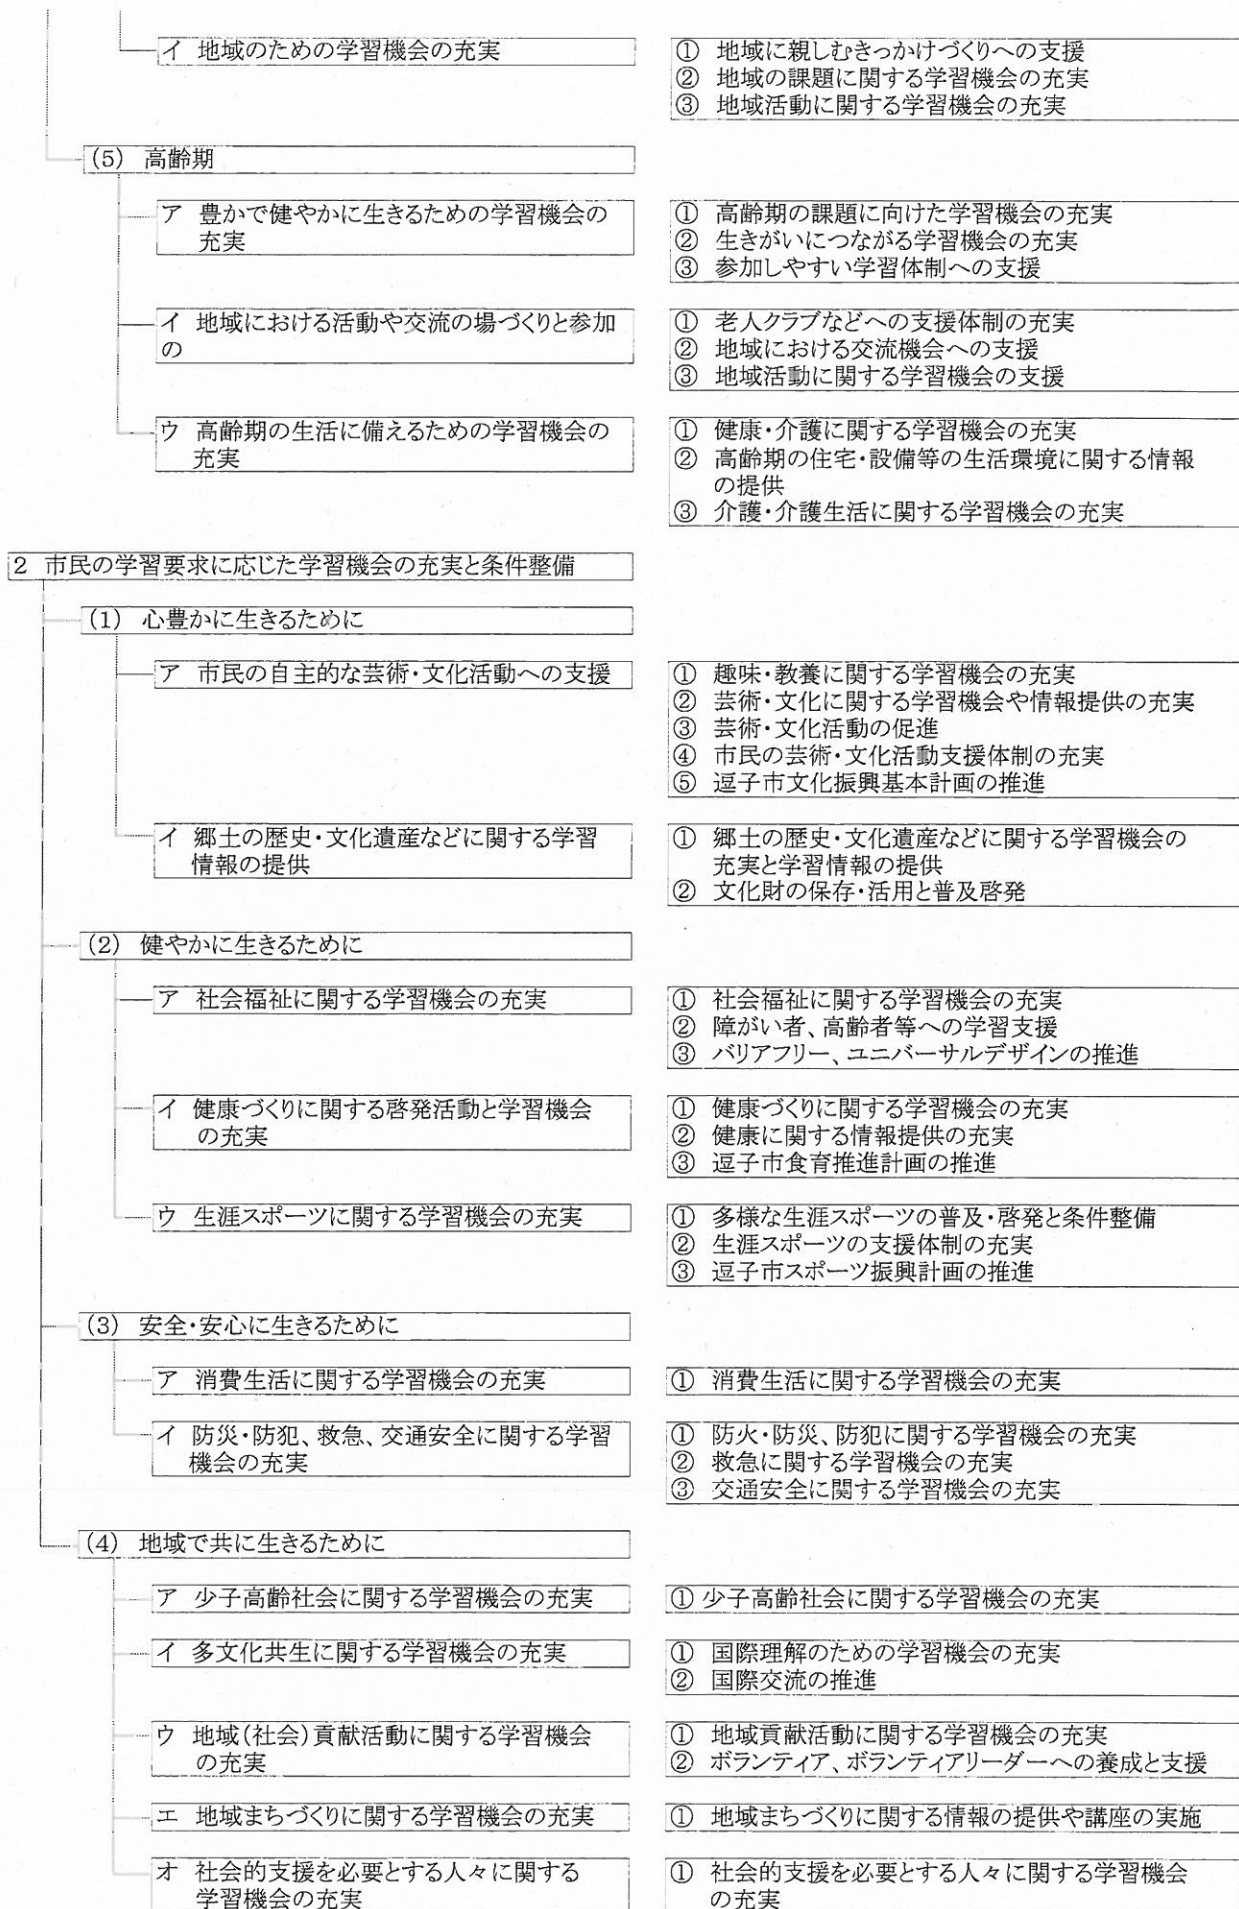 イ 地域のための学習機会の充実
① 地域に親しむきっかけづくりへの支援
② 地域の課題に関する学習機会の充実
③ 地域活動に関する学習機会の充実
(5) 高齢期
ア 豊かで健やかに生きるための学習機会の
充実
① 高齢期の課題に向けた学習機会の充実
② 生きがいにつながる学習機会の充実
③ 参加しやすい学習体制への支援
イ 地域における活動や交流の場づくりと参加
の
① 老人クラブなどへの支援体制の充実
② 地域における交流機会への支援
③ 地域活動に関する学習機会の支援
ウ 高齢期の生活に備えるための学習機会の
充実
① 健康・介護に関する学習機会の充実
② 高齢期の住宅・設備等の生活環境に関する情報
の提供
③ 介護・介護生活に関する学習機会の充実
2 市民の学習要求に応じた学習機会の充実と条件整備
(1) 心豊かに生きるために
ア 市民の自主的な芸術・文化活動への支援
① 趣味・教養に関する学習機会の充実
② 芸術・文化に関する学習機会や情報提供の充実
③ 芸術・文化活動の促進
④ 市民の芸術・文化活動支援体制の充実
⑤ 逗子市文化振興基本計画の推進
イ 郷土の歴史・文化遺産などに関する学習
情報の提供
① 郷土の歴史・文化遺産などに関する学習機会の
充実と学習情報の提供
② 文化財の保存・活用と普及啓発
(2) 健やかに生きるために
ア 社会福祉に関する学習機会の充実
① 社会福祉に関する学習機会の充実
② 障がい者、高齢者等への学習支援
③ バリアフリー、ユニバーサルデザインの推進
イ 健康づくりに関する啓発活動と学習機会
の充実
① 健康づくりに関する学習機会の充実
② 健康に関する情報提供の充実
③ 逗子市食育推進計画の推進
ウ 生涯スポーツに関する学習機会の充実
① 多様な生涯スポーツの普及・啓発と条件整備
② 生涯スポーツの支援体制の充実
③ 逗子市スポーツ振興計画の推進
(3) 安全・安心に生きるために
ア 消費生活に関する学習機会の充実
① 消費生活に関する学習機会の充実
イ 防災・防犯、救急、交通安全に関する学習
機会の充実
① 防火・防災、防犯に関する学習機会の充実
② 救急に関する学習機会の充実
③ 交通安全に関する学習機会の充実
(4) 地域で共に生きるために
ア 少子高齢社会に関する学習機会の充実
① 少子高齢社会に関する学習機会の充実
イ 多文化共生に関する学習機会の充実
① 国際理解のための学習機会の充実
② 国際交流の推進
ウ 地域(社会)貢献活動に関する学習機会
の充実
① 地域貢献活動に関する学習機会の充実
② ボランティア、ボランティアリーダーへの養成と支援
エ 地域まちづくりに関する学習機会の充実
① 地域まちづくりに関する情報の提供や講座の実施
オ 社会的支援を必要とする人々に関する
学習機会の充実
① 社会的支援を必要とする人々に関する学習機会
の充実